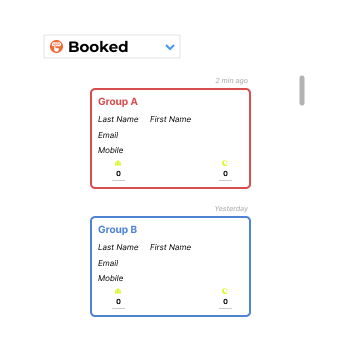 Booked
2 min ago
Group A
Last Name First Name
Email
Mobile
0 0
Yesterday
Group B
Last Name First Name
Email
Mobile
0 0